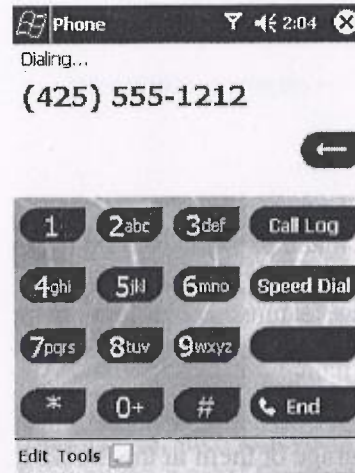 Phone 2:04
Dialing...
(425) 555-1212
1 2abc 3def Call Log
4ghi 5jkl 6mno Speed Dial
7pqrs 8tuv 9wxyz
* 0+ # End
Edit Tools